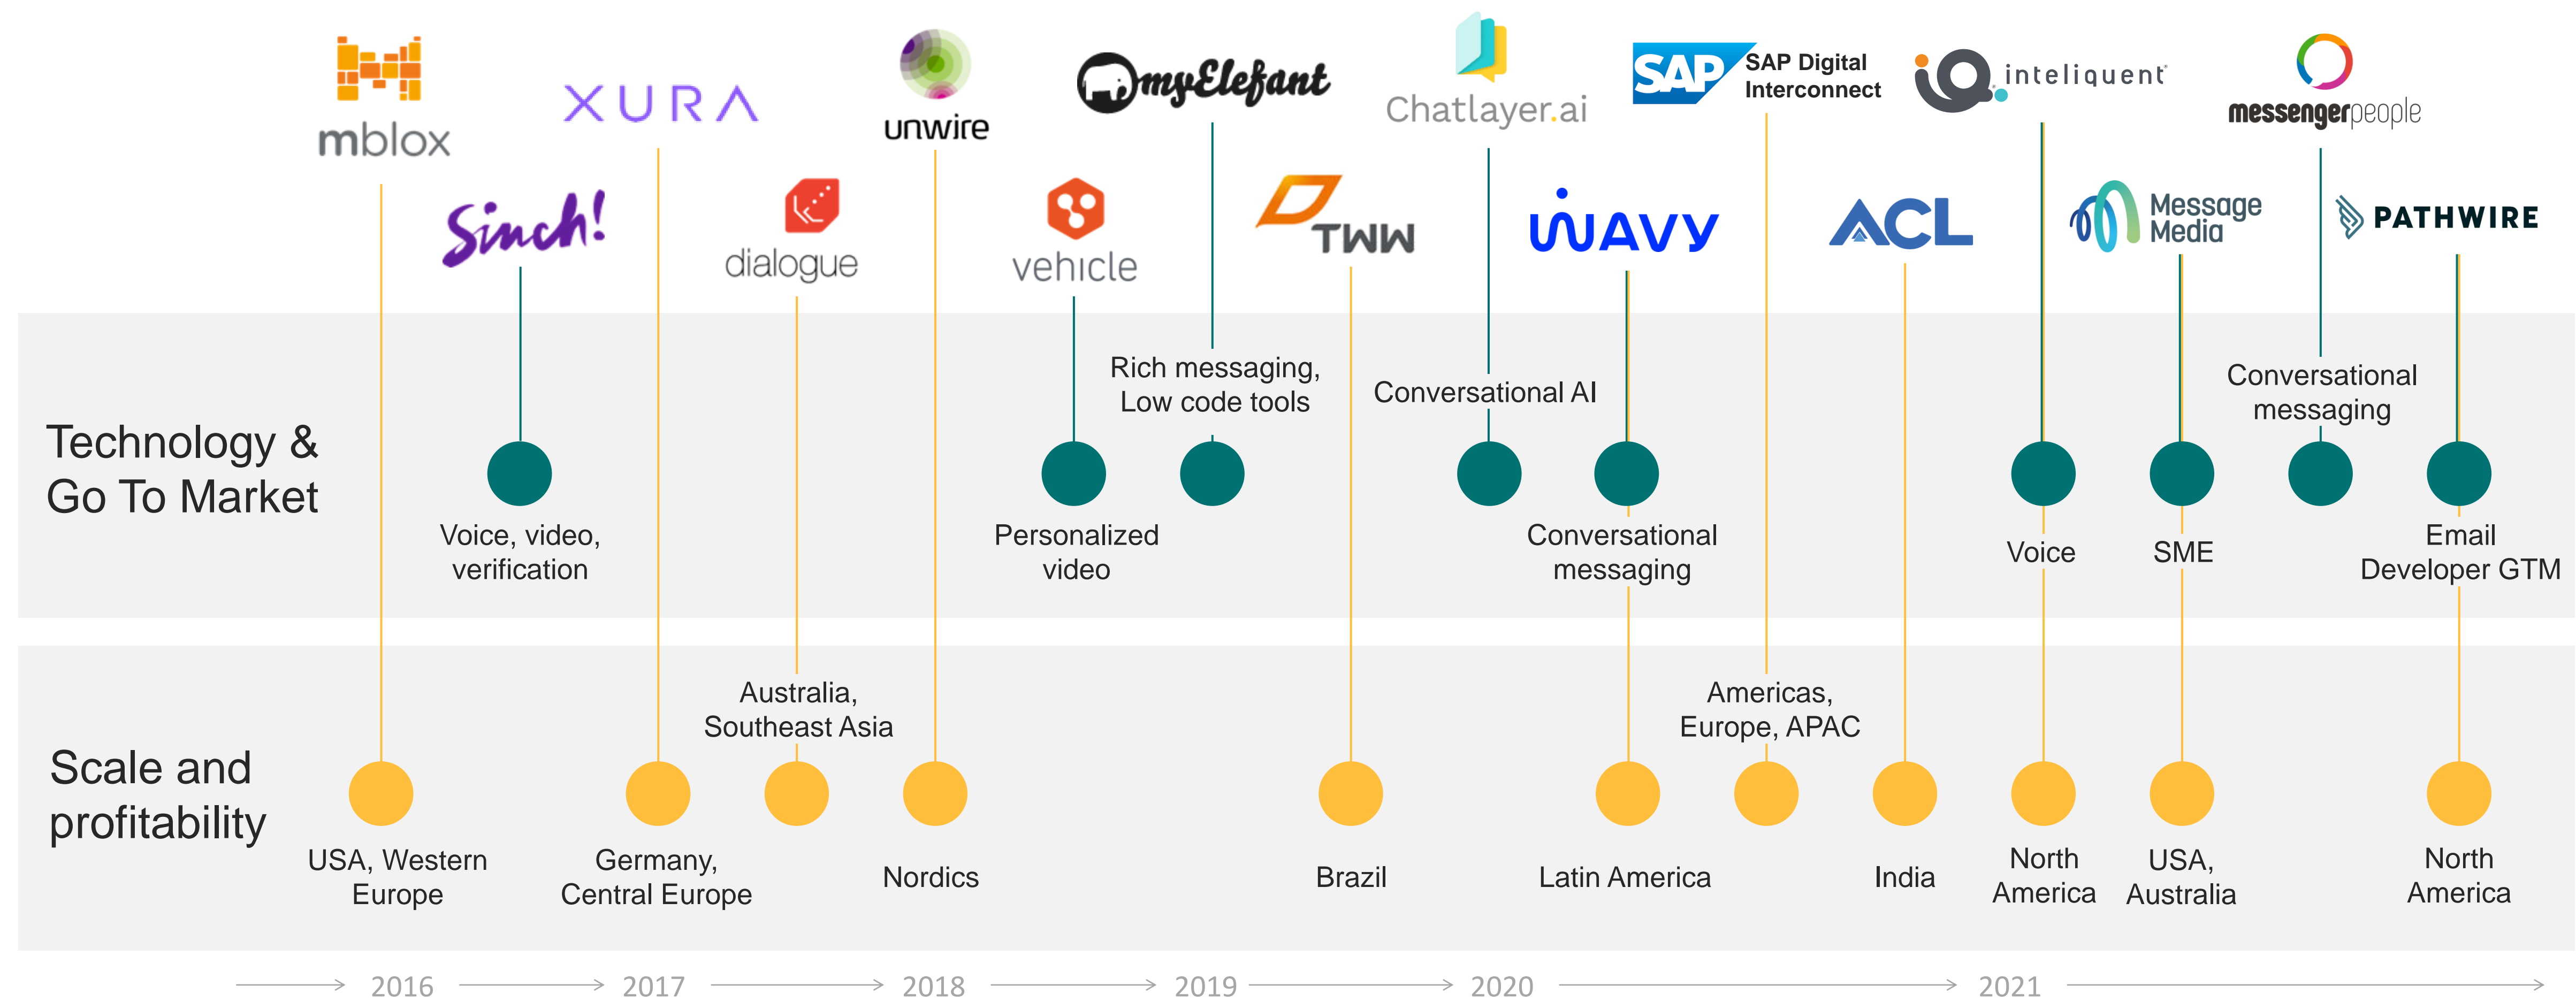 mblox
XURA
unwire
myElefant
Chatlayer.ai
SAP
SAP Digital
Interconnect
inteliquent
messengerpeople
Sinch!
dialogue
vehicle
TWW
WAVY
ACL
Message
Media
PATHWIRE
Technology &
Go To Market
Voice, video,
verification
Personalized
video
Rich messaging,
Low code tools
Conversational AI
Conversational
messaging
Voice
SME
Conversational
messaging
Email
Developer GTM
Scale and
profitability
USA, Western
Europe
Germany,
Central Europe
Australia,
Southeast Asia
Nordics
Brazil
Latin America
Americas,
Europe, APAC
India
North
America
USA,
Australia
North
America
2016
2017
2018
2019
2020
2021